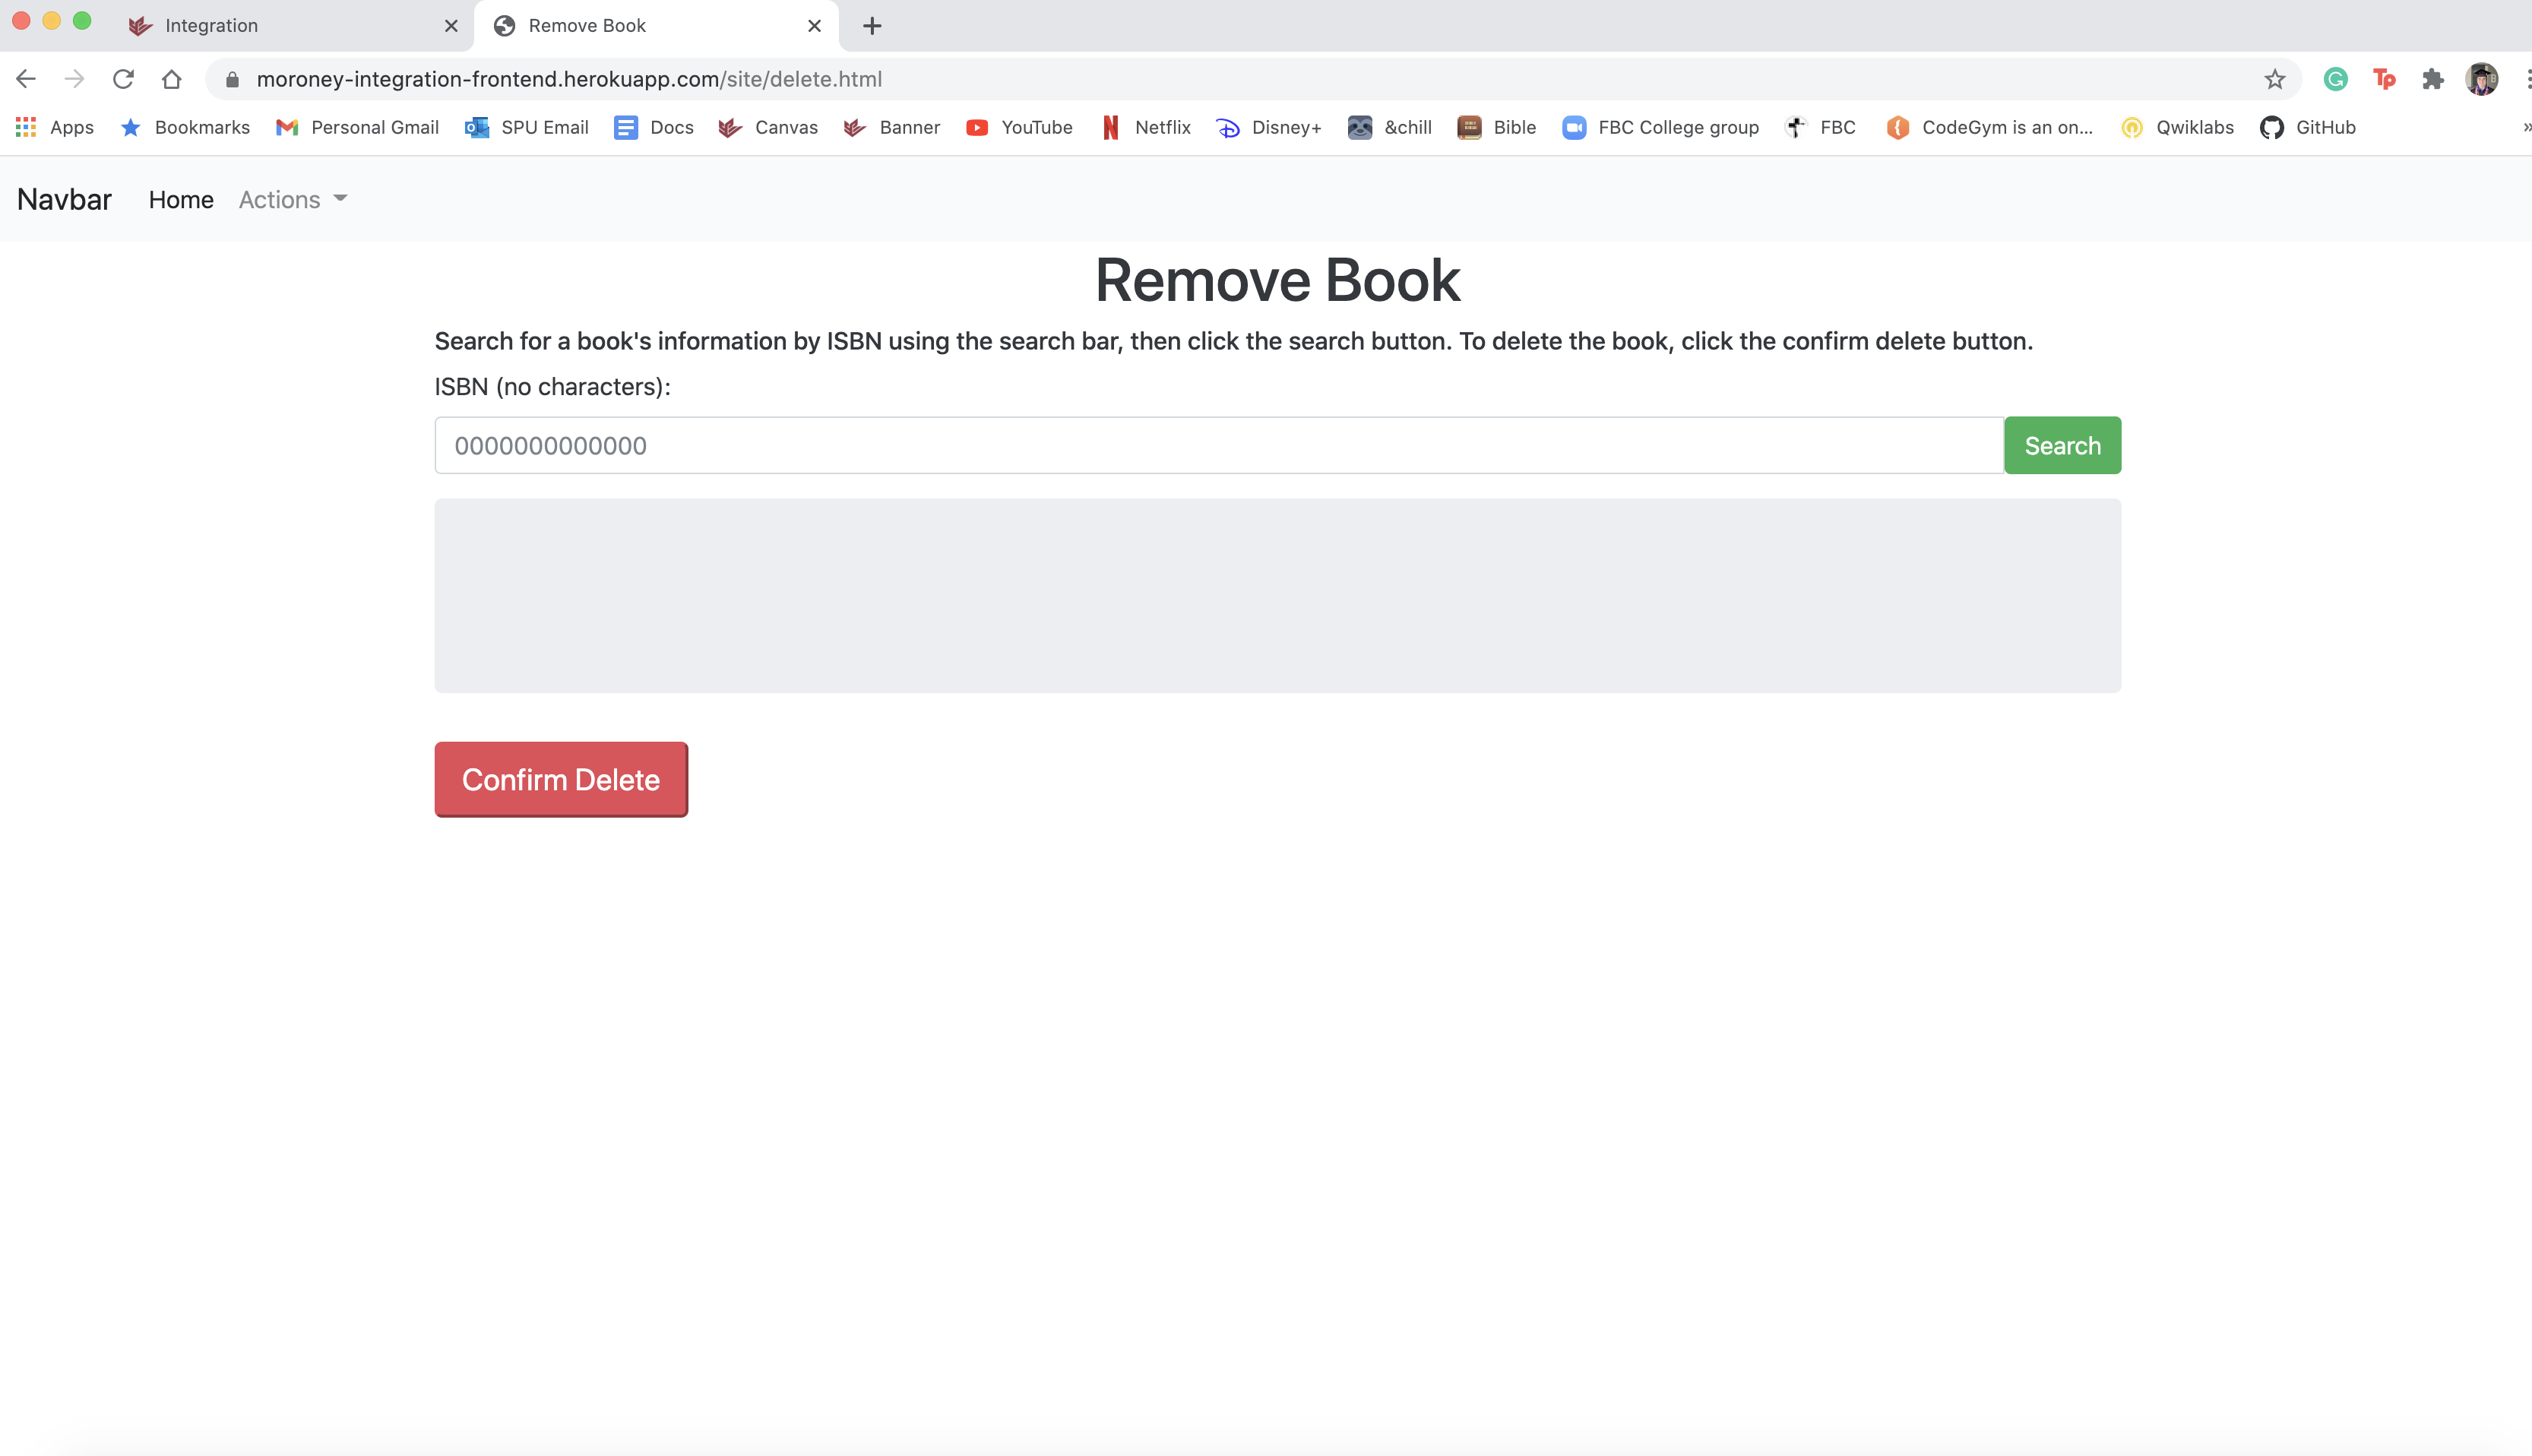 Integration
Remove Book
moroney-integration-frontend.herokuapp.com/site/delete.html
Apps Bookmarks Personal Gmail SPU Email Docs Canvas Banner YouTube Netflix Disney+ &chill Bible FBC College group FBC CodeGym is an on... Qwiklabs GitHub »
Navbar Home Actions
Remove Book
Search for a book's information by ISBN using the search bar, then click the search button. To delete the book, click the confirm delete button.
ISBN (no characters):
0000000000000 Search
Confirm Delete